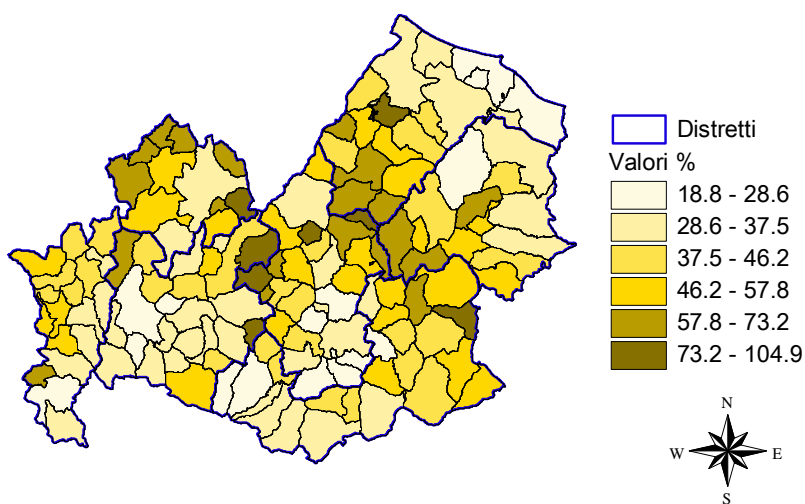 Distretti
Valori %
18.8 - 28.6
28.6 - 37.5
37.5 - 46.2
46.2 - 57.8
57.8 - 73.2
73.2 - 104.9
N
W E
S